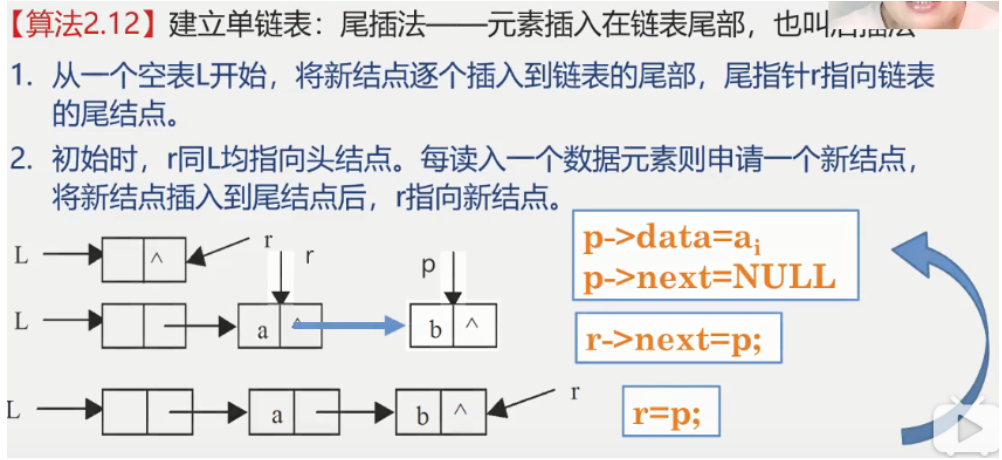 【算法2.12】建立单链表：尾插法——元素插入在链表尾部，也叫后插法
1. 从一个空表L开始，将新结点逐个插入到链表的尾部，尾指针r指向链表
的尾结点。
2. 初始时，r同L均指向头结点。每读入一个数据元素则申请一个新结点，
将新结点插入到尾结点后，r指向新结点。
L ^ r
r
p
L a ^ b ^
L a b ^ r
p->data=aᵢ
p->next=NULL
r->next=p;
r=p;